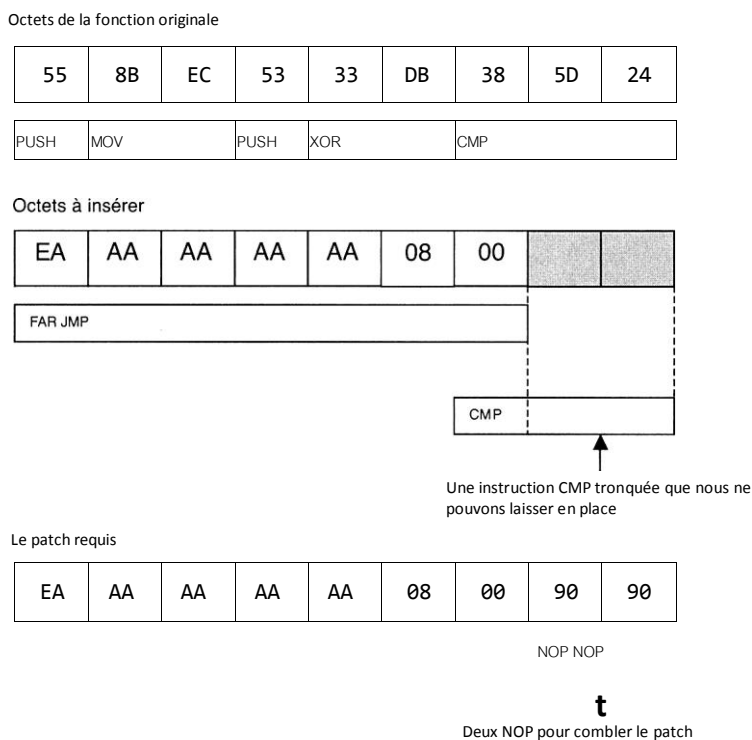 Octets de la fonction originale
55 8B EC 53 33 DB 38 5D 24
PUSH MOV PUSH XOR CMP
Octets à insérer
EA AA AA AA AA 08 00
FAR JMP
CMP
Une instruction CMP tronquée que nous ne
pouvons laisser en place
Le patch requis
EA AA AA AA AA 08 00 90 90
NOP NOP
t
Deux NOP pour combler le patch